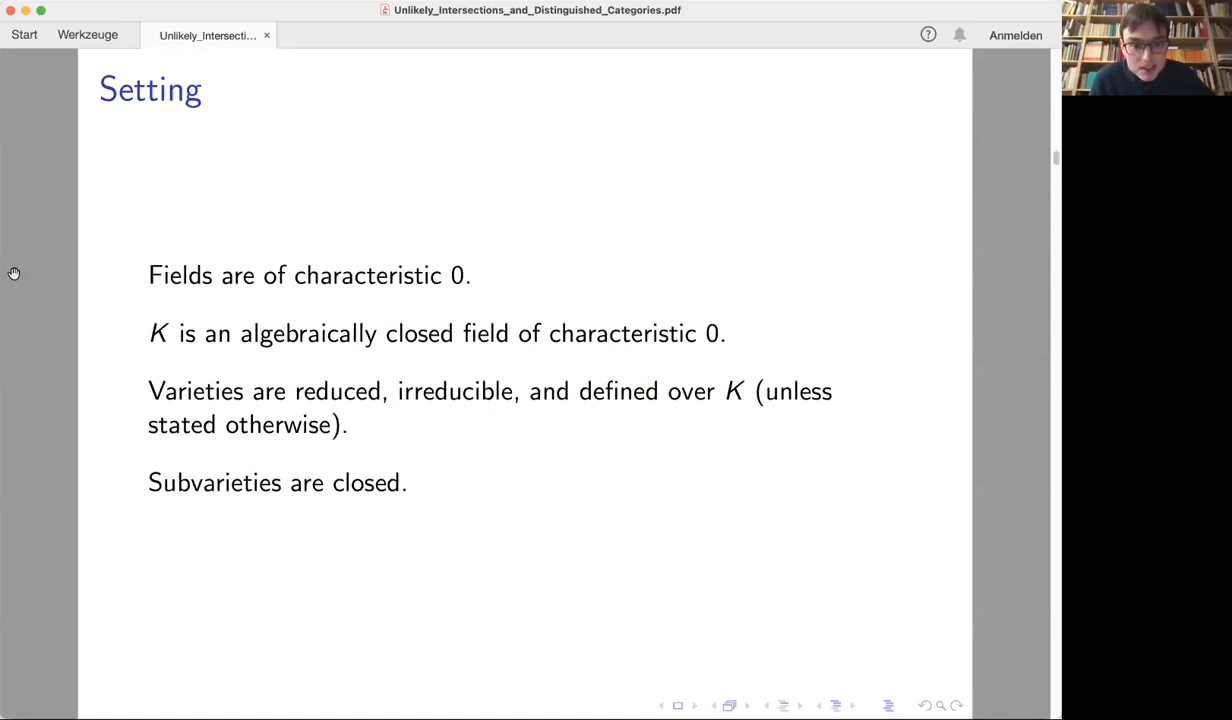 Unlikely_Intersections_and_Distinguished_Categories.pdf
Start
Werkzeuge
Unlikely_Intersecti...
×
?
Anmelden
Setting
Fields are of characteristic 0.
K is an algebraically closed field of characteristic 0.
Varieties are reduced, irreducible, and defined over K (unless
stated otherwise).
Subvarieties are closed.